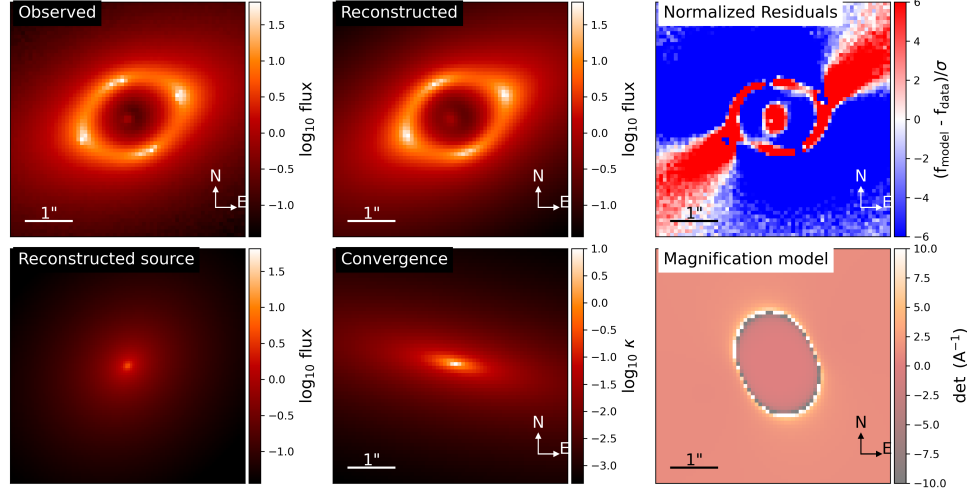 Observed
N
E
1"
1.5
1.0
0.5
0.0
−0.5
−1.0
log₁₀ flux
Reconstructed
N
E
1"
1.5
1.0
0.5
0.0
−0.5
−1.0
log₁₀ flux
Normalized Residuals
N
E
1"
6
4
2
0
−2
−4
−6
(f_model - f_data)/σ
Reconstructed source
1.5
1.0
0.5
0.0
−0.5
−1.0
log₁₀ flux
Convergence
N
E
1"
1.0
0.5
0.0
−0.5
−1.0
−1.5
−2.0
−2.5
−3.0
log₁₀ κ
Magnification model
N
E
1"
10.0
7.5
5.0
2.5
0.0
−2.5
−5.0
−7.5
−10.0
det (A⁻¹)